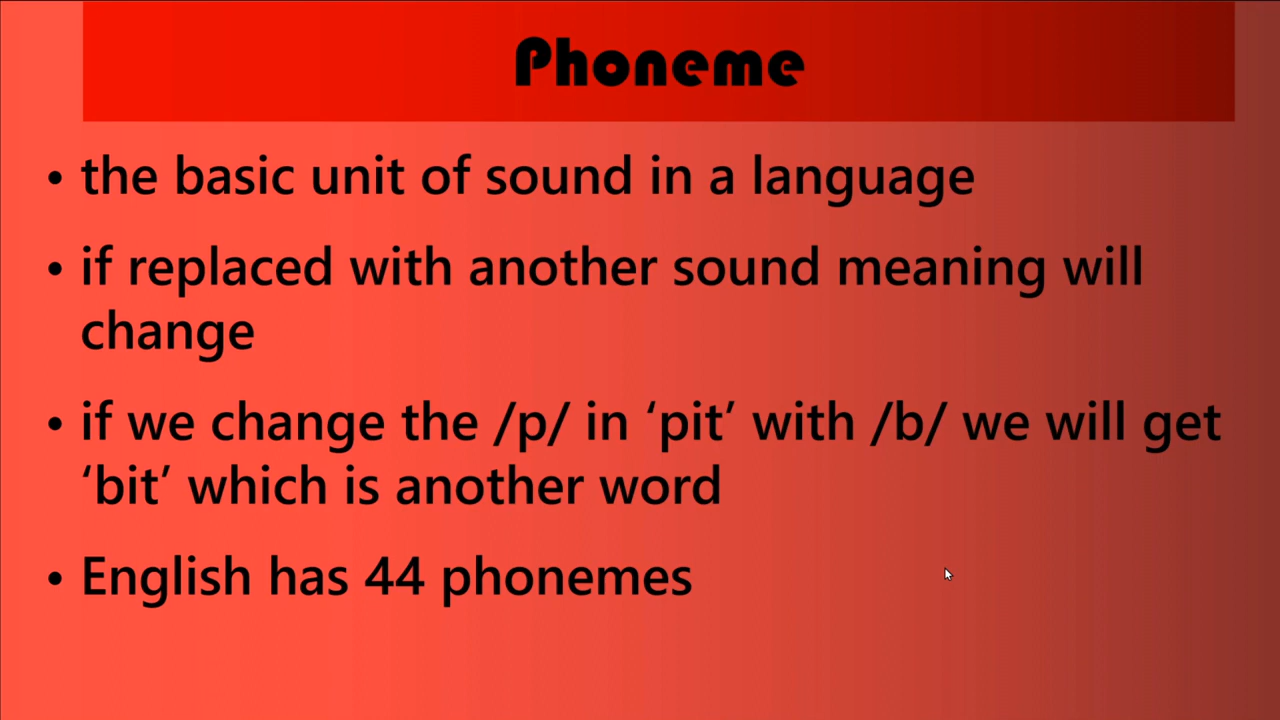 Phoneme
• the basic unit of sound in a language
• if replaced with another sound meaning will
change
• if we change the /p/ in ‘pit’ with /b/ we will get
‘bit’ which is another word
• English has 44 phonemes